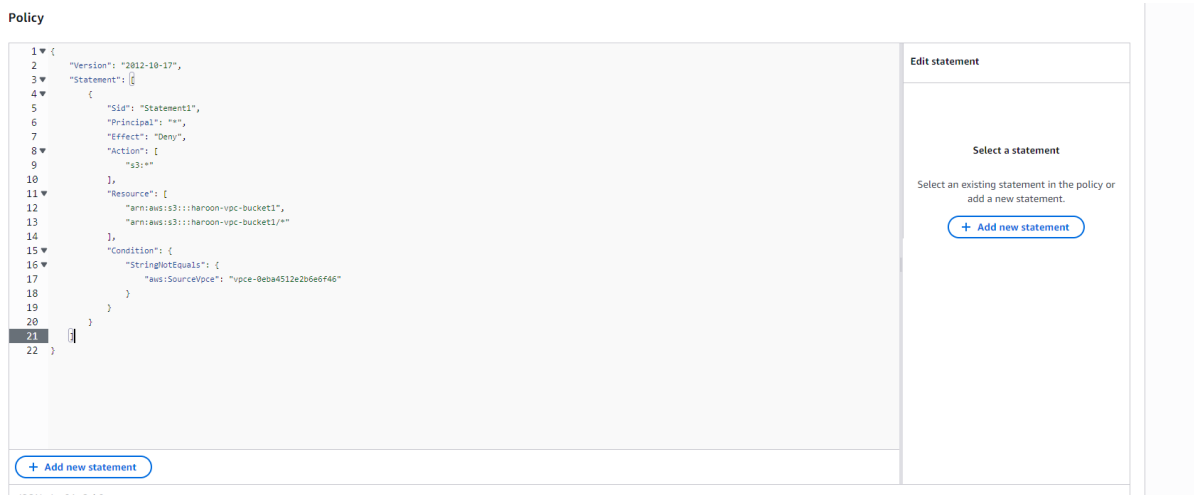 Policy
1 {
2 "Version": "2012-10-17",
3 "Statement": [
4 {
5 "Sid": "Statement1",
6 "Principal": "*",
7 "Effect": "Deny",
8 "Action": [
9 "s3:*"
10 ],
11 "Resource": [
12 "arn:aws:s3:::haroon-vpc-bucket1",
13 "arn:aws:s3:::haroon-vpc-bucket1/*"
14 ],
15 "Condition": {
16 "StringNotEquals": {
17 "aws:SourceVpce": "vpce-0eba4512e2b6e6f46"
18 }
19 }
20 }
21 ]
22 }
+ Add new statement
Edit statement
Select a statement
Select an existing statement in the policy or
add a new statement.
+ Add new statement